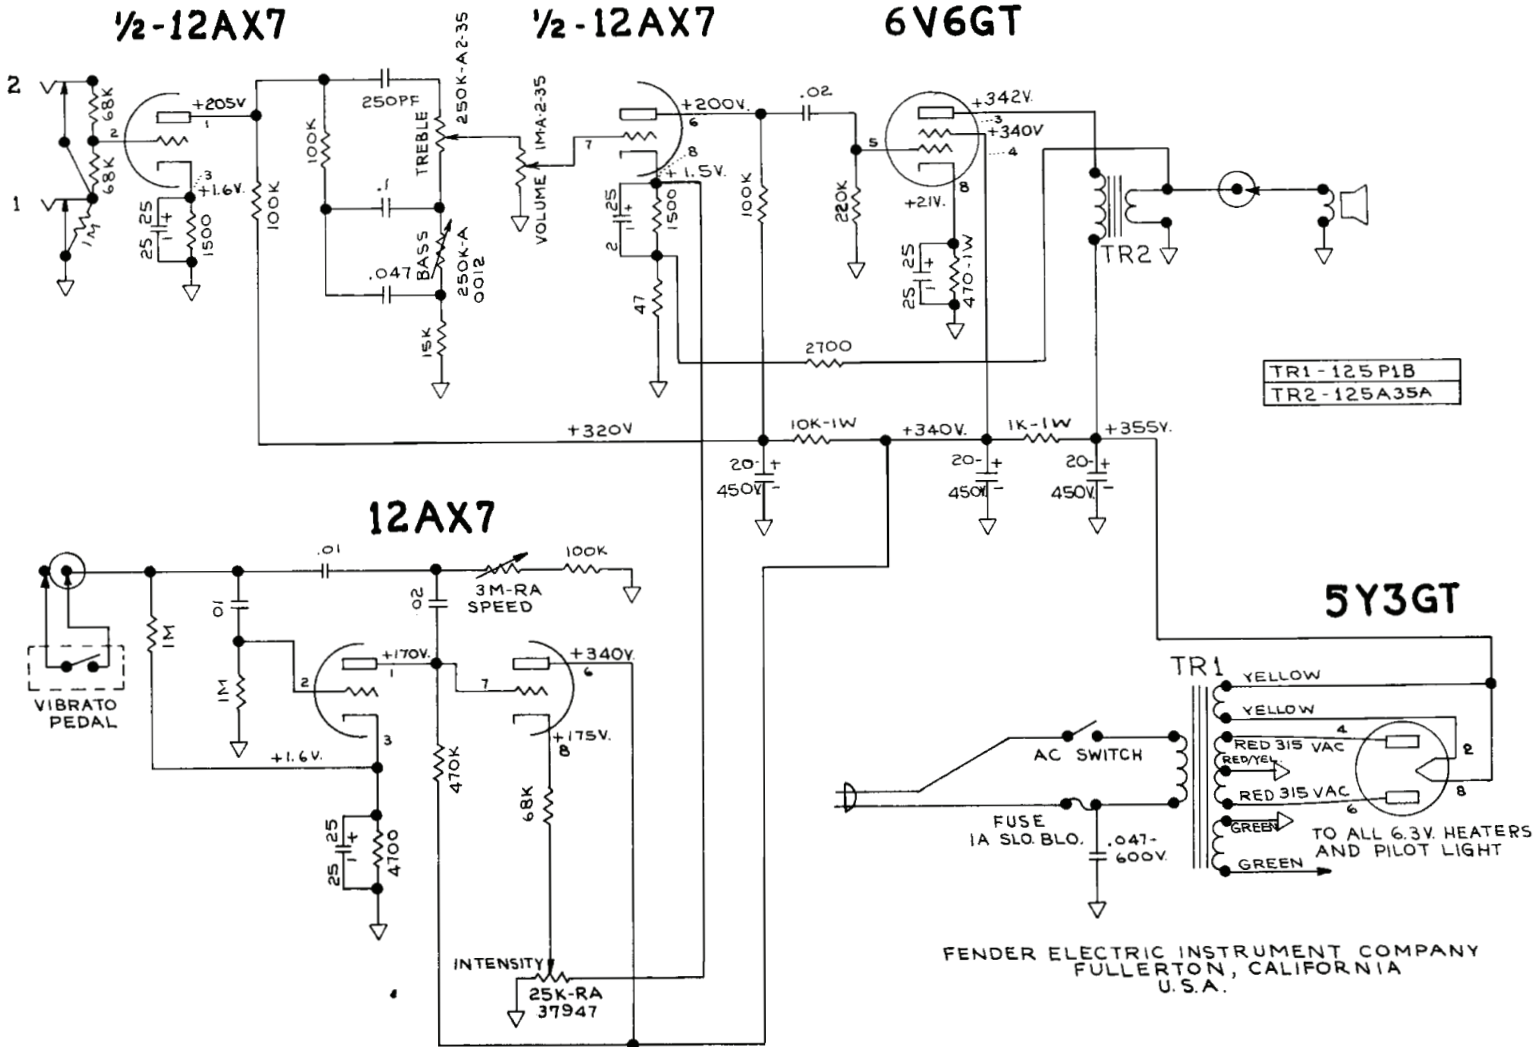 ½-12AX7
½-12AX7
6V6GT
2
1
68K
68K
1M
2
+205V
1
3
+1.6V.
25 25
+
1500
100K
100K
250PF
.1
.047
TREBLE
250K-A 2-35
BASS
250K-A
0012
15K
VOLUME 1M-A-2-35
7
+200V.
6
8
+1.5V.
25
2
+
1500
47
100K
.02
220K
5
+342V.
3
+340V
4
8
+21V.
25 25
+
470-1W
2700
TR2
TR1-125P1B
TR2-125A35A
+320V
10K-1W
+340V.
1K-1W
+355V.
20-
450V.
+
-
20-
450V.
+
-
20-
450V.
+
-
12AX7
.01
.01
.02
3M-RA
SPEED
100K
VIBRATO
PEDAL
1M
1M
2
+170V.
1
3
+1.6V.
25 25
+
4700
470K
7
+340V.
6
+175V.
8
68K
INTENSITY
25K-RA
37947
5Y3GT
TR1
YELLOW
YELLOW
RED 315 VAC
RED/YEL.
RED 315 VAC
GREEN
GREEN
4
6
2
8
AC SWITCH
FUSE
1A SLO. BLO.
.047-
600V.
TO ALL 6.3V. HEATERS
AND PILOT LIGHT
FENDER ELECTRIC INSTRUMENT COMPANY
FULLERTON, CALIFORNIA
U.S.A.